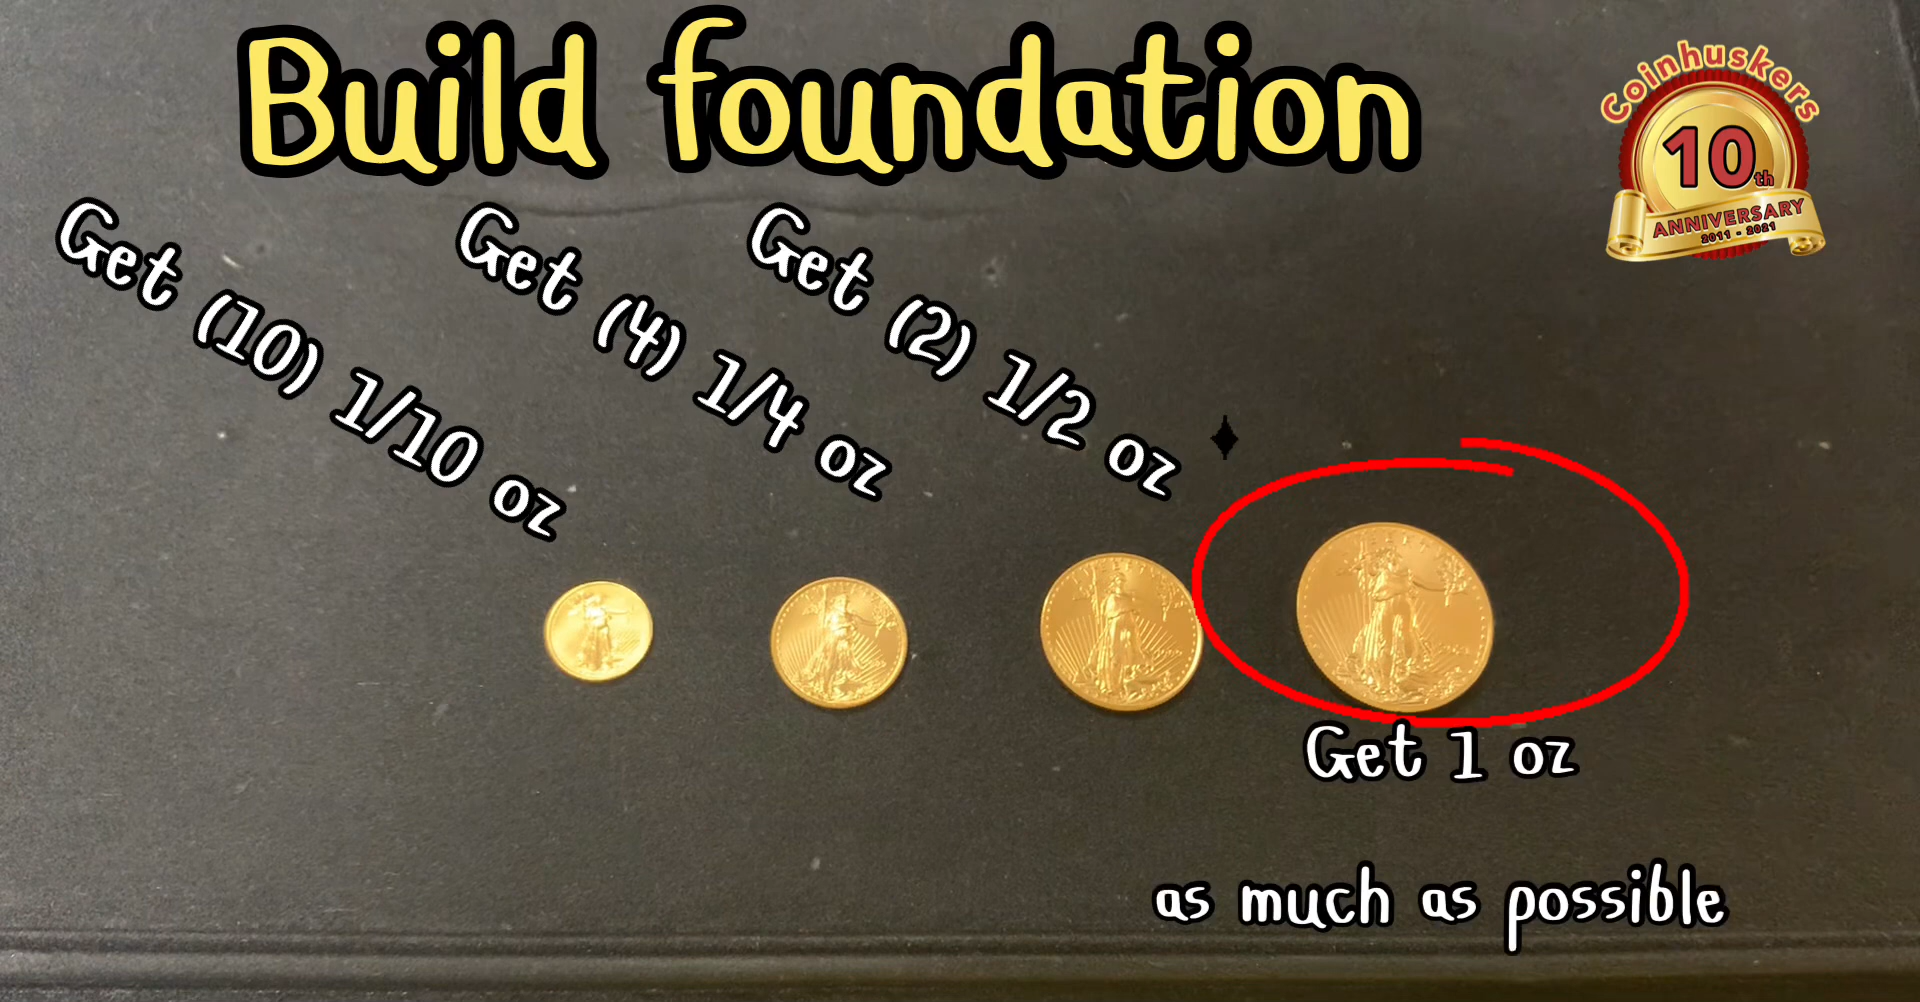 Build foundation
Coinhuskers
10th
ANNIVERSARY
2011 - 2021
Get (10) 1/10 oz
Get (4) 1/4 oz
Get (2) 1/2 oz
Get 1 oz
as much as possible